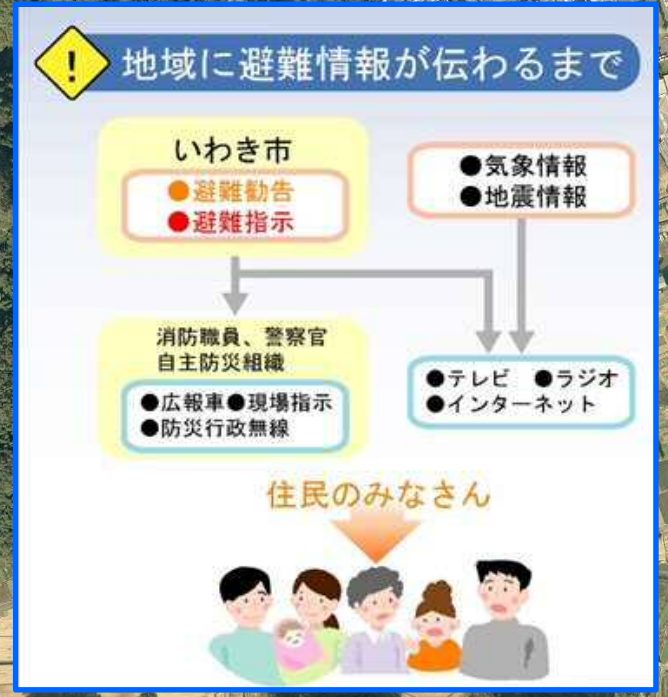 !
地域に避難情報が伝わるまで
いわき市
●避難勧告
●避難指示
●気象情報
●地震情報
消防職員、警察官
自主防災組織
●広報車●現場指示
●防災行政無線
●テレビ ●ラジオ
●インターネット
住民のみなさん